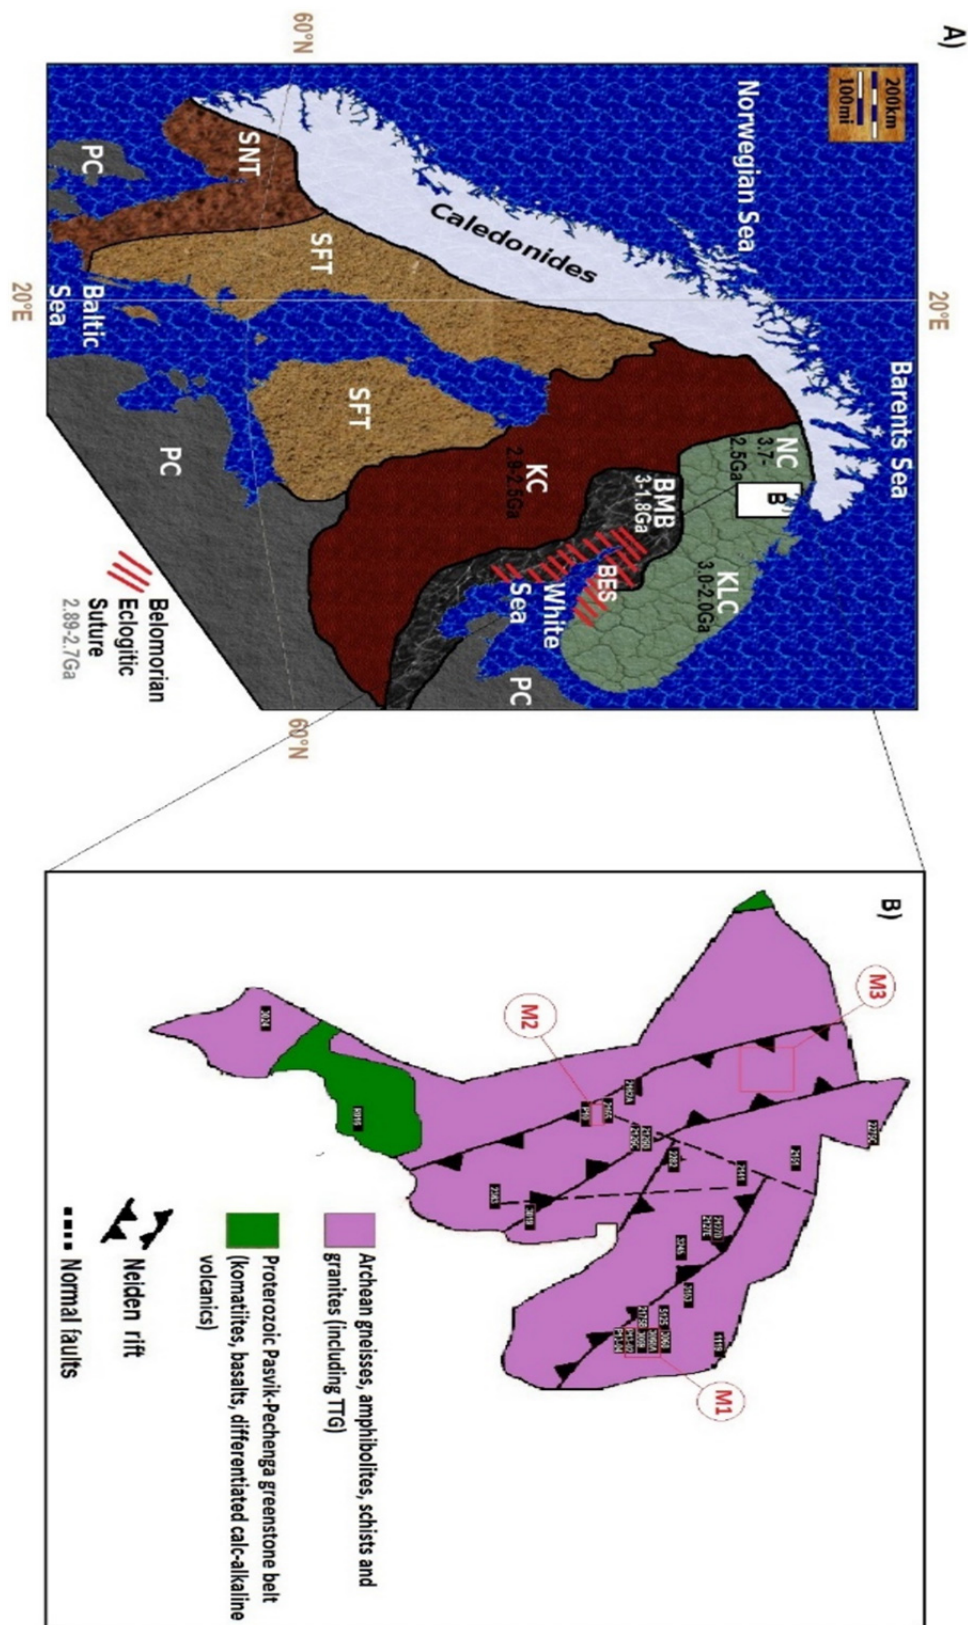 A)
60°N
20°E
200km
100mi
Norwegian Sea
Barents Sea
Caledonides
SNT
PC
SFT
SFT
Baltic
Sea
20°E
PC
KC
2.9-2.5Ga
NC
3.7-
2.5Ga
B
BMB
3-1.8Ga
KLC
3.0-2.0Ga
BES
White
Sea
PC
60°N
Belomorian
Eclogitic
Suture
2.89-2.7Ga
B)
M3
M2
M1
Archean gneisses, amphibolites, schists and
granites (including TTG)
Proterozoic Pasvik-Pechenga greenstone belt
(komatiites, basalts, differentiated calc-alkaline
volcanics)
Neiden rift
Normal faults